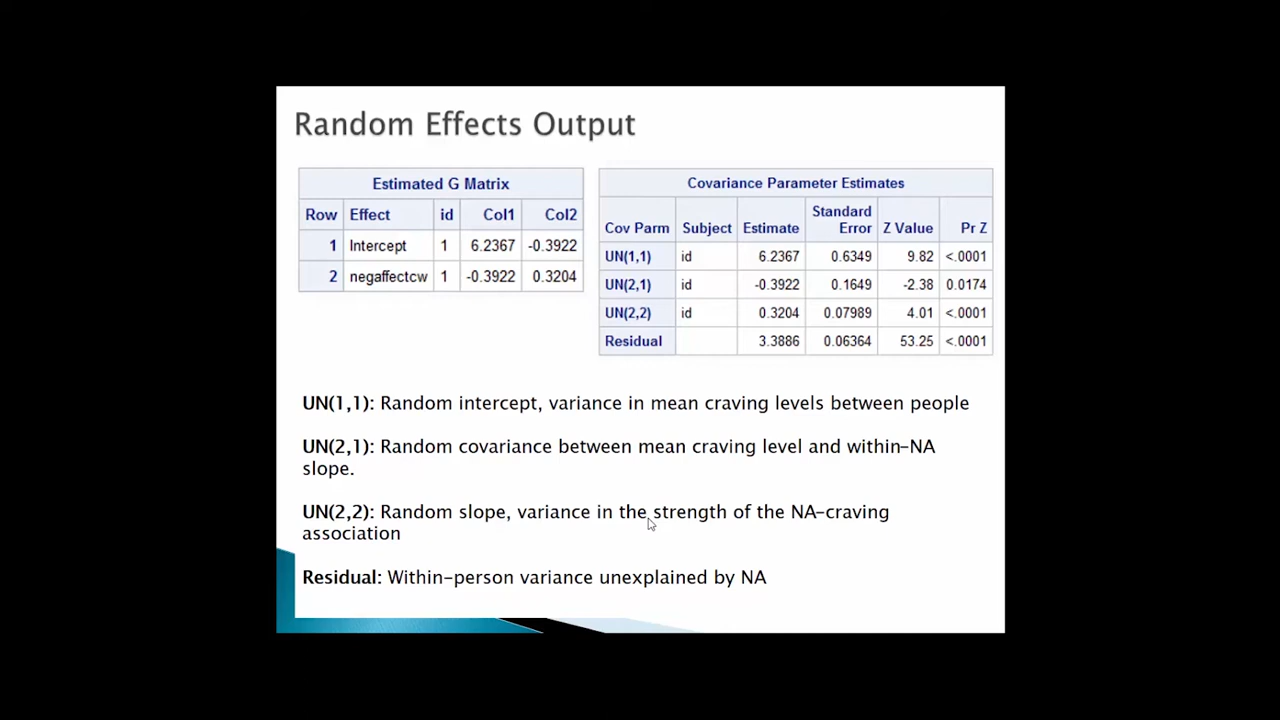 Random Effects Output
Estimated G Matrix
Row Effect id Col1 Col2
1 Intercept 1 6.2367 -0.3922
2 negaffectcw 1 -0.3922 0.3204
Covariance Parameter Estimates
Cov Parm Subject Estimate Standard Error Z Value Pr Z
UN(1,1) id 6.2367 0.6349 9.82 <.0001
UN(2,1) id -0.3922 0.1649 -2.38 0.0174
UN(2,2) id 0.3204 0.07989 4.01 <.0001
Residual 3.3886 0.06364 53.25 <.0001
UN(1,1): Random intercept, variance in mean craving levels between people
UN(2,1): Random covariance between mean craving level and within-NA
slope.
UN(2,2): Random slope, variance in the strength of the NA-craving
association
Residual: Within-person variance unexplained by NA